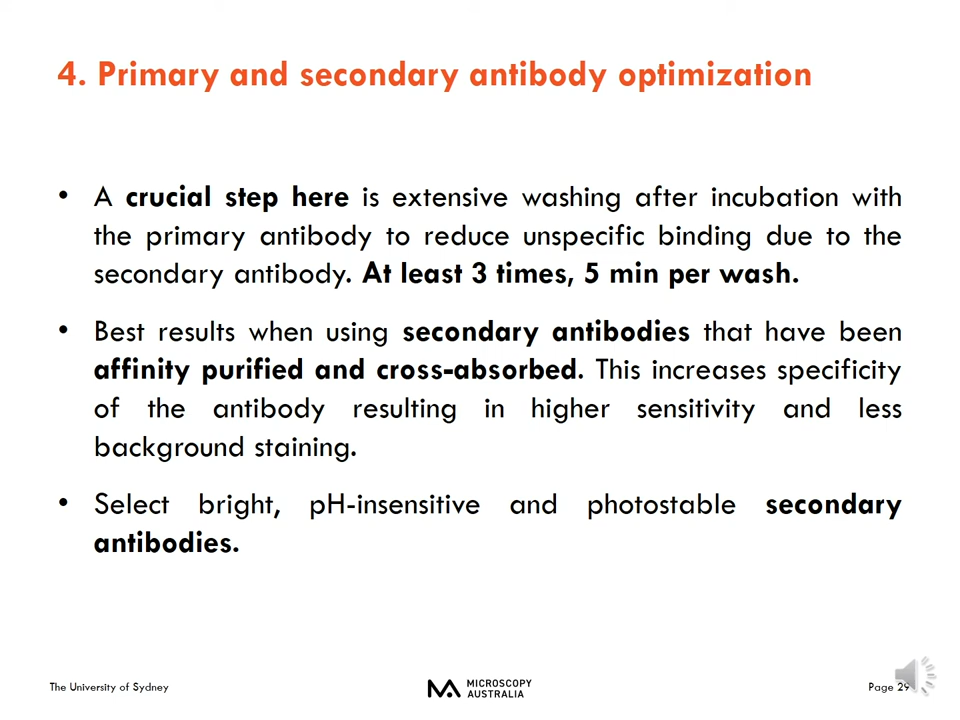 4. Primary and secondary antibody optimization
• A crucial step here is extensive washing after incubation with
the primary antibody to reduce unspecific binding due to the
secondary antibody. At least 3 times, 5 min per wash.
• Best results when using secondary antibodies that have been
affinity purified and cross-absorbed. This increases specificity
of the antibody resulting in higher sensitivity and less
background staining.
• Select bright, pH-insensitive and photostable secondary
antibodies.
The University of Sydney
MICROSCOPY
AUSTRALIA
Page 29